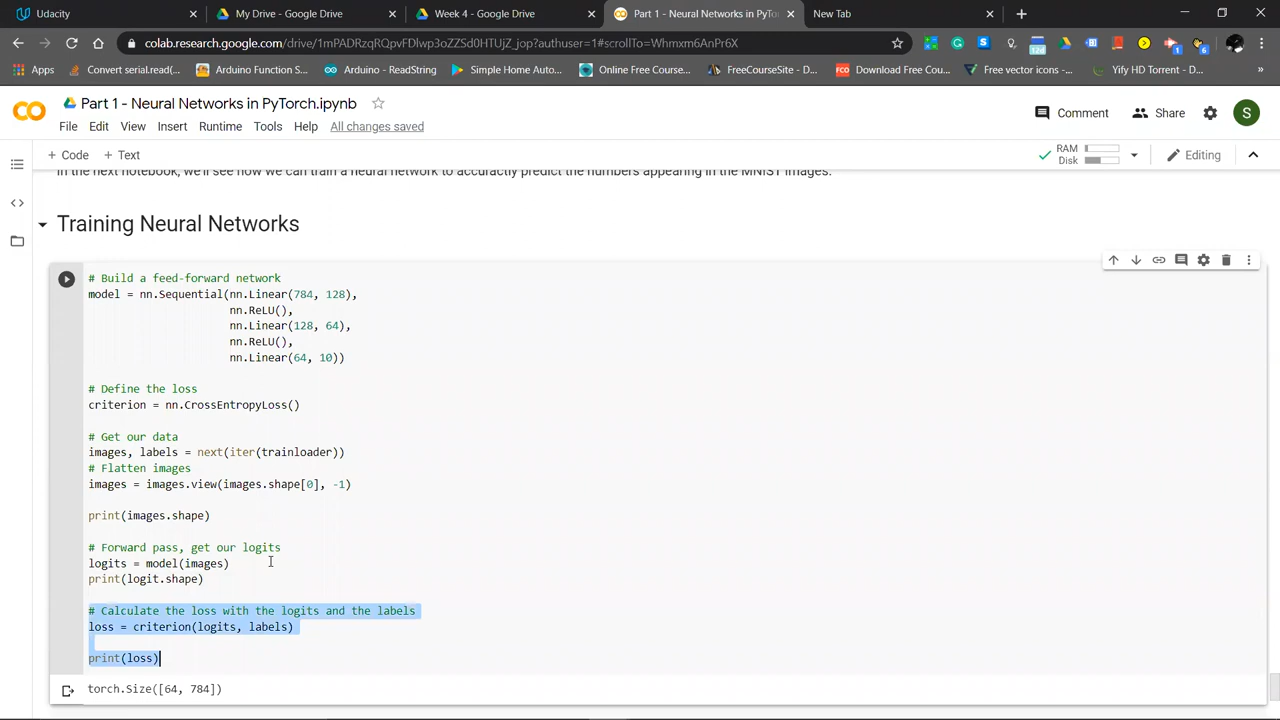 Udacity
My Drive - Google Drive
Week 4 - Google Drive
Part 1 - Neural Networks in PyTo
New Tab
colab.research.google.com/drive/1mPADRzqRQpvFDlwp3oZZSd0HTUjZ_jop?authuser=1#scrollTo=Whmxm6AnPr6X
Apps
Convert serial.read(...
Arduino Function S...
Arduino - ReadString
Simple Home Auto...
Online Free Course...
FreeCourseSite - D...
Download Free Cou...
Free vector icons -...
Yify HD Torrent - D...
Part 1 - Neural Networks in PyTorch.ipynb
Comment
Share
S
File Edit View Insert Runtime Tools Help All changes saved
+ Code + Text
RAM
Disk
Editing
In the next notebook, we'll see how we can train a neural network to accuractly predict the numbers appearing in the MNIST images.
Training Neural Networks
# Build a feed-forward network
model = nn.Sequential(nn.Linear(784, 128),
nn.ReLU(),
nn.Linear(128, 64),
nn.ReLU(),
nn.Linear(64, 10))
# Define the loss
criterion = nn.CrossEntropyLoss()
# Get our data
images, labels = next(iter(trainloader))
# Flatten images
images = images.view(images.shape[0], -1)
print(images.shape)
# Forward pass, get our logits
logits = model(images)
print(logit.shape)
# Calculate the loss with the logits and the labels
loss = criterion(logits, labels)
print(loss)
torch.Size([64, 784])